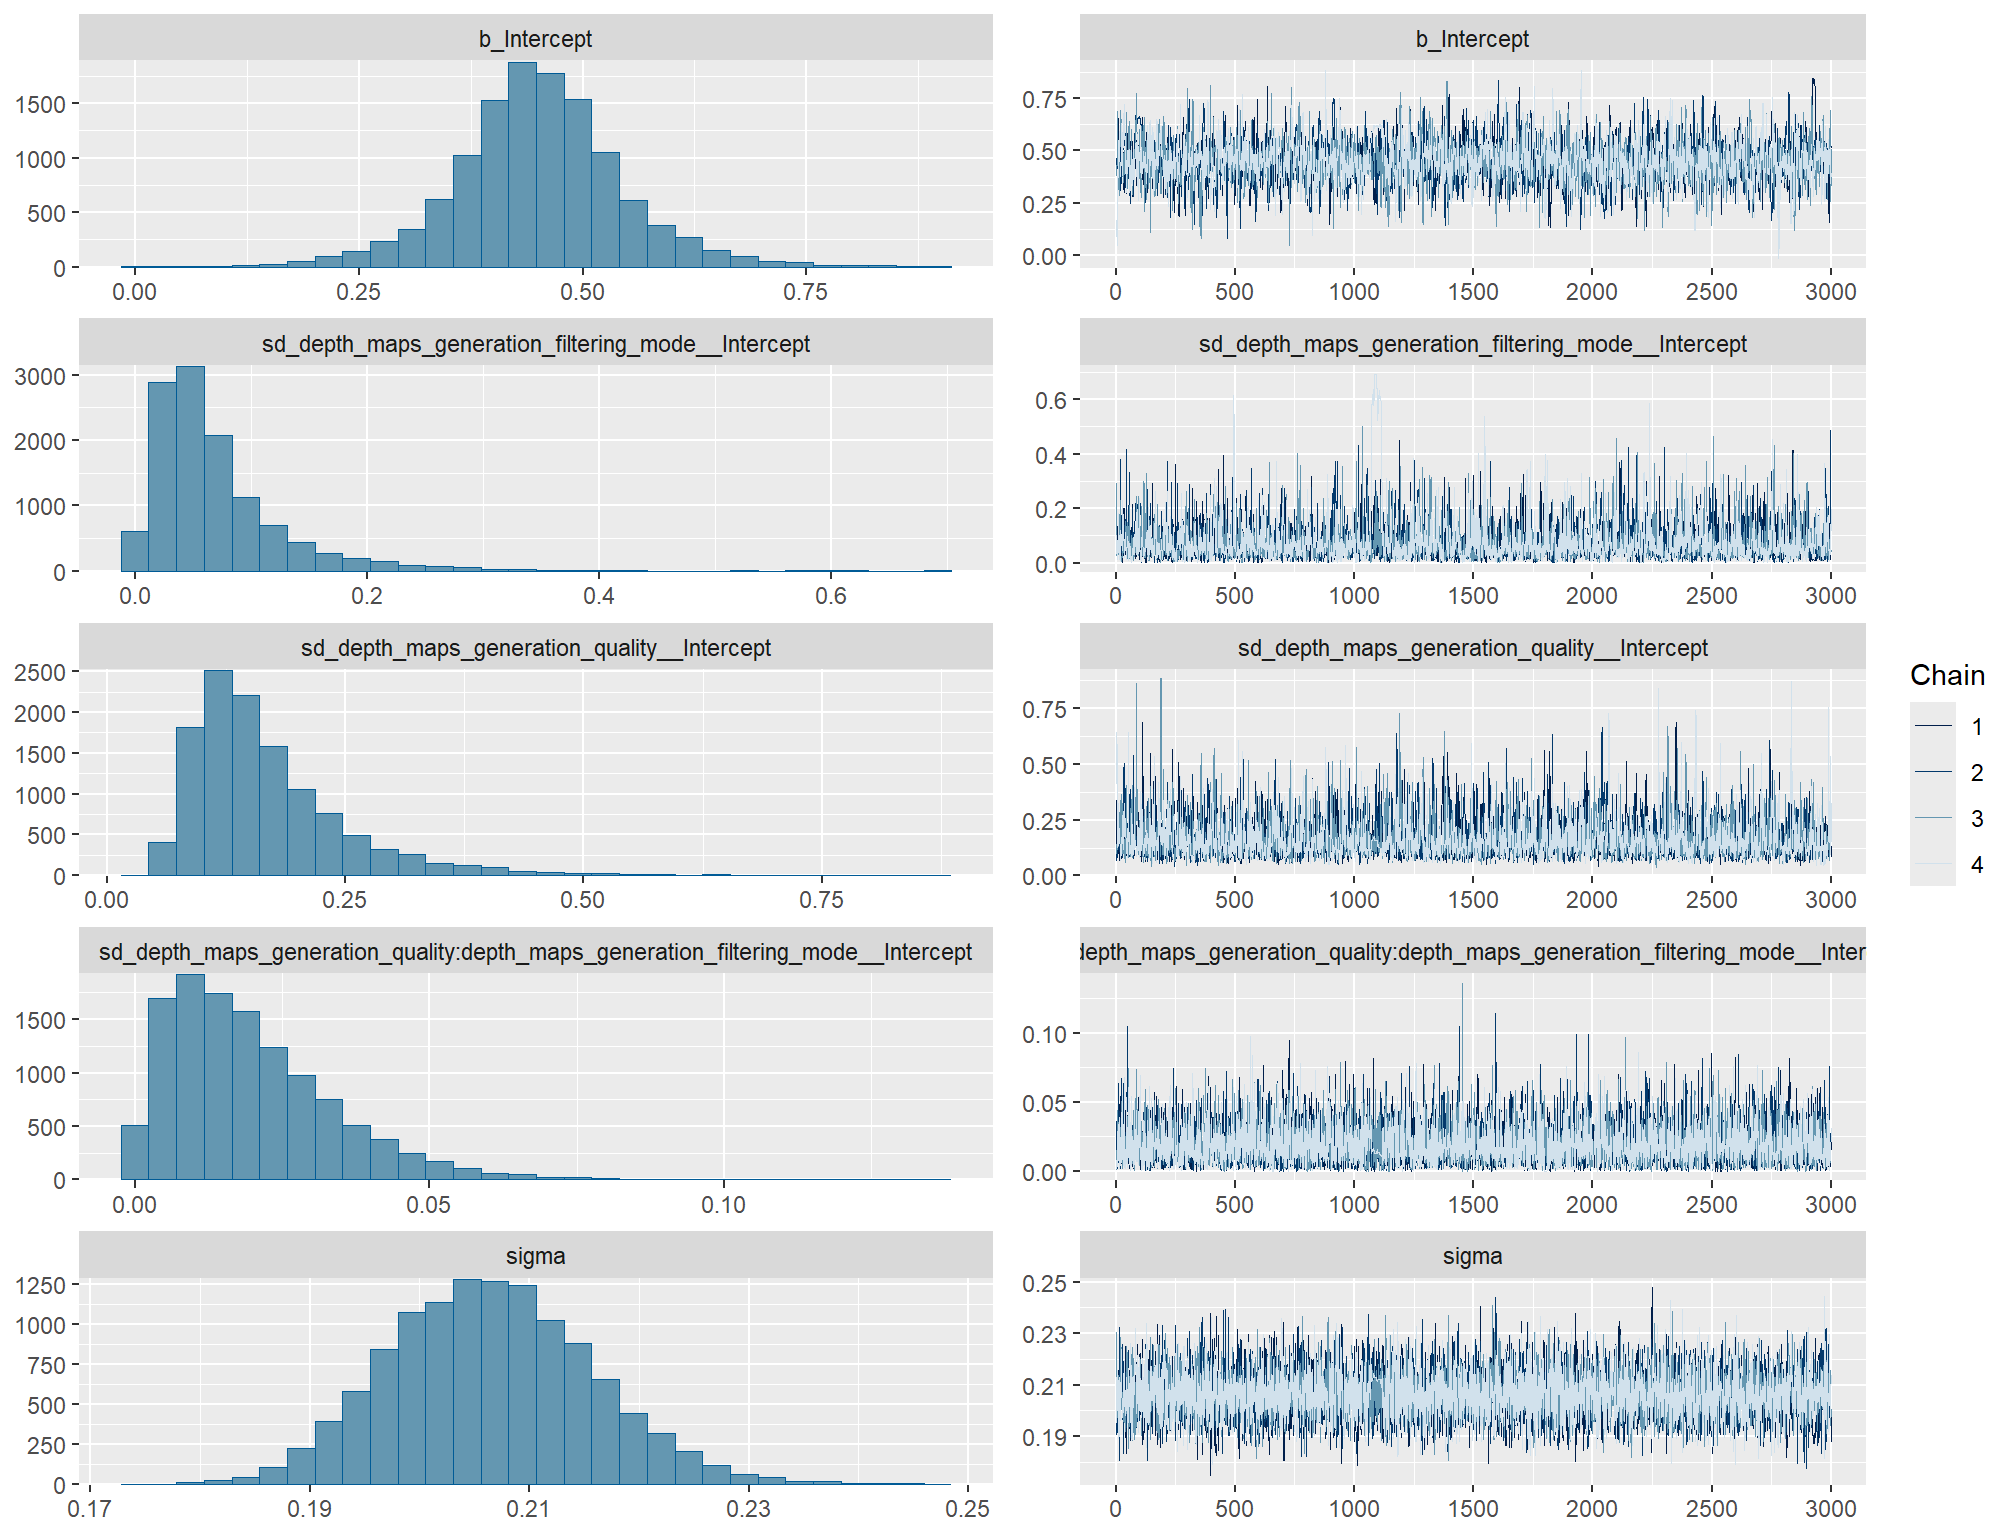 b_Intercept
1500
1000
500
0
0.00 0.25 0.50 0.75
b_Intercept
0.75
0.50
0.25
0.00
0 500 1000 1500 2000 2500 3000
sd_depth_maps_generation_filtering_mode__Intercept
3000
2000
1000
0
0.0 0.2 0.4 0.6
sd_depth_maps_generation_filtering_mode__Intercept
0.6
0.4
0.2
0.0
0 500 1000 1500 2000 2500 3000
sd_depth_maps_generation_quality__Intercept
2500
2000
1500
1000
500
0
0.00 0.25 0.50 0.75
sd_depth_maps_generation_quality__Intercept
0.75
0.50
0.25
0.00
0 500 1000 1500 2000 2500 3000
sd_depth_maps_generation_quality:depth_maps_generation_filtering_mode__Intercept
1500
1000
500
0
0.00 0.05 0.10
depth_maps_generation_quality:depth_maps_generation_filtering_mode__Inter
0.10
0.05
0.00
0 500 1000 1500 2000 2500 3000
sigma
1250
1000
750
500
250
0
0.17 0.19 0.21 0.23 0.25
sigma
0.25
0.23
0.21
0.19
0 500 1000 1500 2000 2500 3000
Chain
1
2
3
4